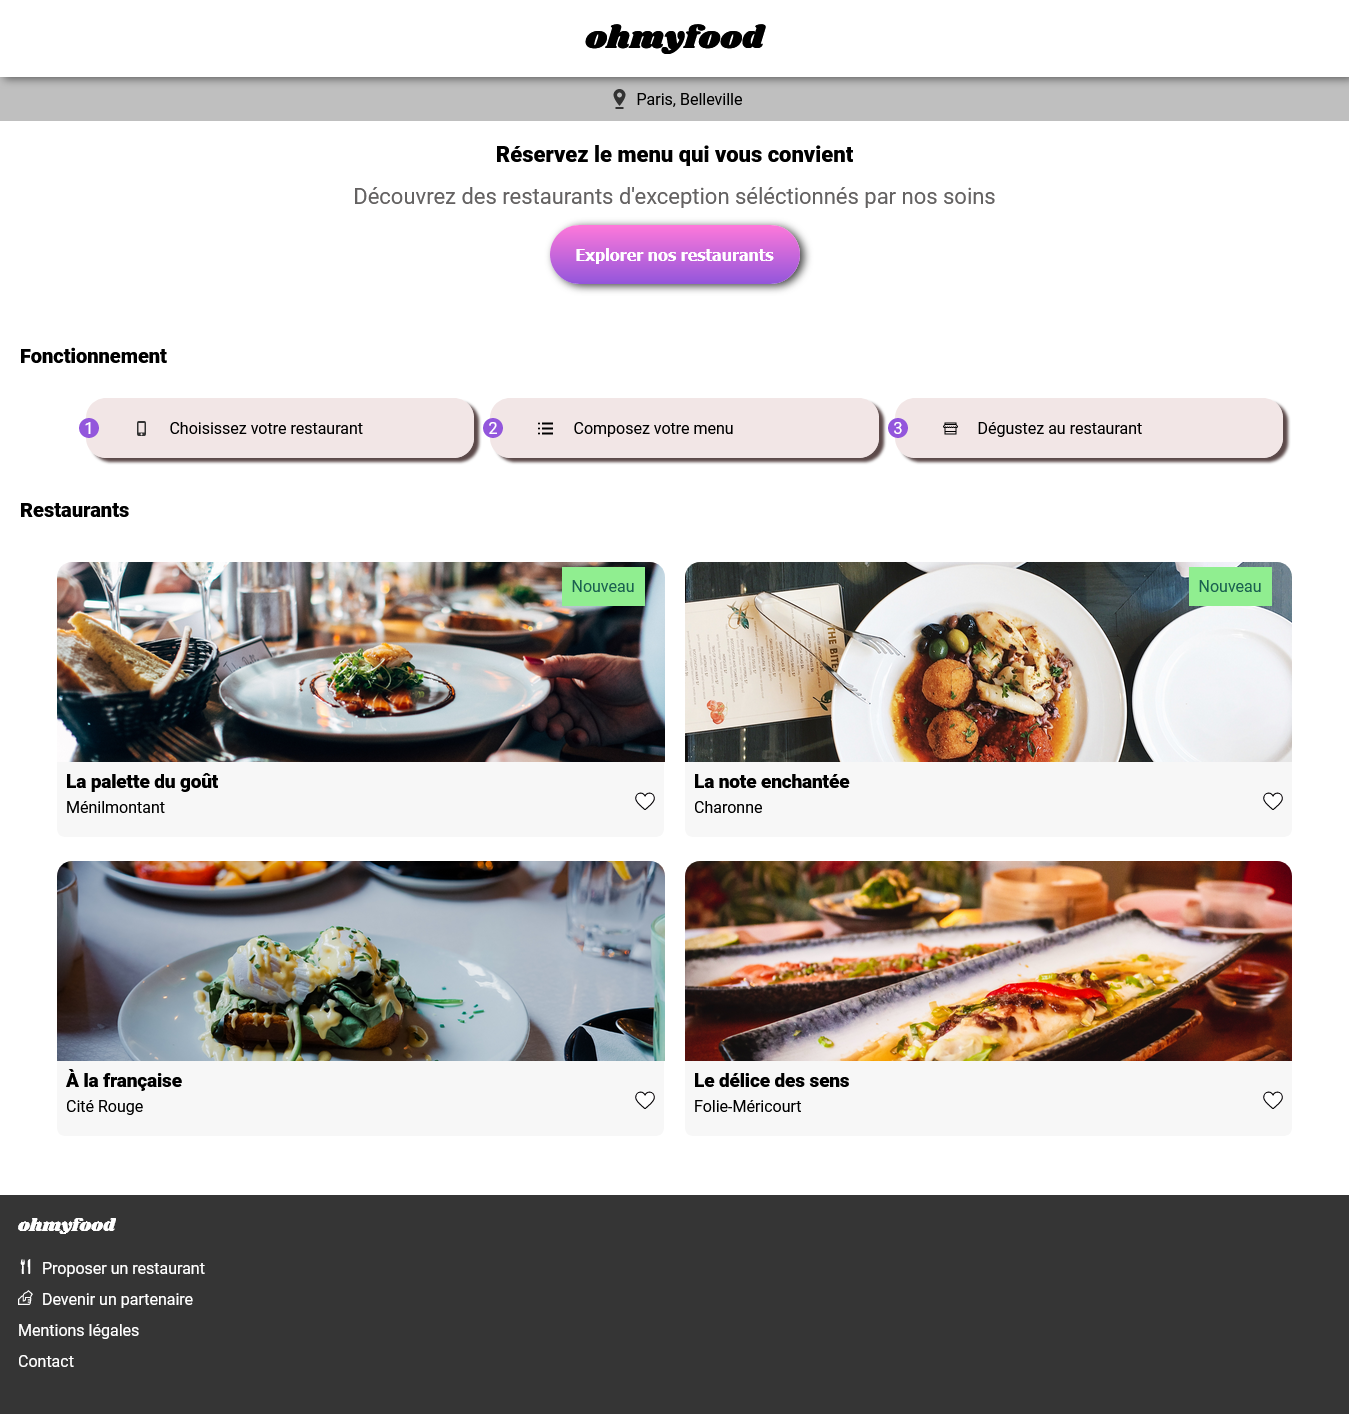 ohmyfood
Paris, Belleville
Réservez le menu qui vous convient
Découvrez des restaurants d'exception séléctionnés par nos soins
Explorer nos restaurants
Fonctionnement
1 Choisissez votre restaurant
2 Composez votre menu
3 Dégustez au restaurant
Restaurants
Nouveau
La palette du goût
Ménilmontant
Nouveau
THE BITE
La note enchantée
Charonne
À la française
Cité Rouge
Le délice des sens
Folie-Méricourt
ohmyfood
Proposer un restaurant
Devenir un partenaire
Mentions légales
Contact